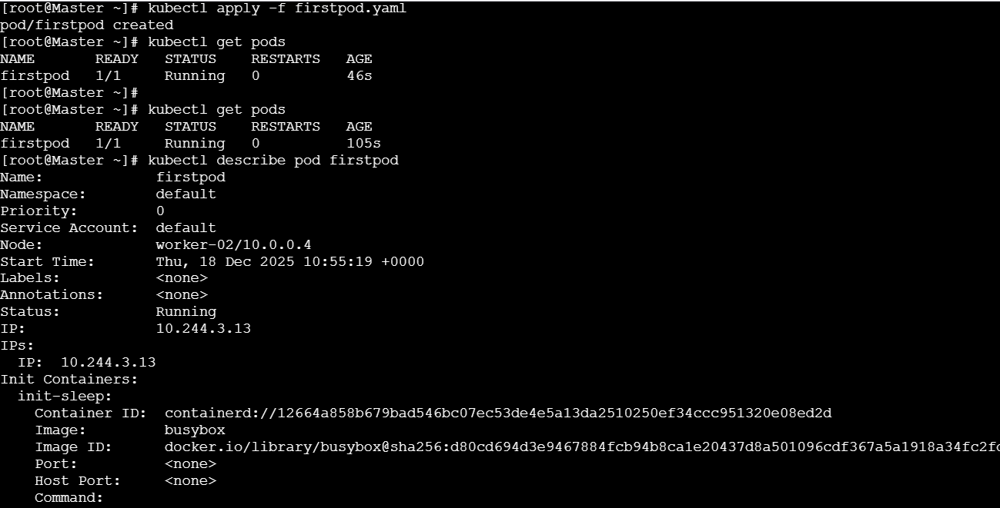 [root@Master ~]# kubectl apply -f firstpod.yaml
pod/firstpod created
[root@Master ~]# kubectl get pods
NAME       READY   STATUS    RESTARTS   AGE
firstpod   1/1     Running   0          46s
[root@Master ~]#
[root@Master ~]# kubectl get pods
NAME       READY   STATUS    RESTARTS   AGE
firstpod   1/1     Running   0          105s
[root@Master ~]# kubectl describe pod firstpod
Name:             firstpod
Namespace:        default
Priority:         0
Service Account:  default
Node:             worker-02/10.0.0.4
Start Time:       Thu, 18 Dec 2025 10:55:19 +0000
Labels:           <none>
Annotations:      <none>
Status:           Running
IP:               10.244.3.13
IPs:
  IP:  10.244.3.13
Init Containers:
  init-sleep:
    Container ID:  containerd://12664a858b679bad546bc07ec53de4e5a13da2510250ef34ccc951320e08ed2d
    Image:         busybox
    Image ID:      docker.io/library/busybox@sha256:d80cd694d3e9467884fcb94b8ca1e20437d8a501096cdf367a5a1918a34fc2fd
    Port:          <none>
    Host Port:     <none>
    Command: